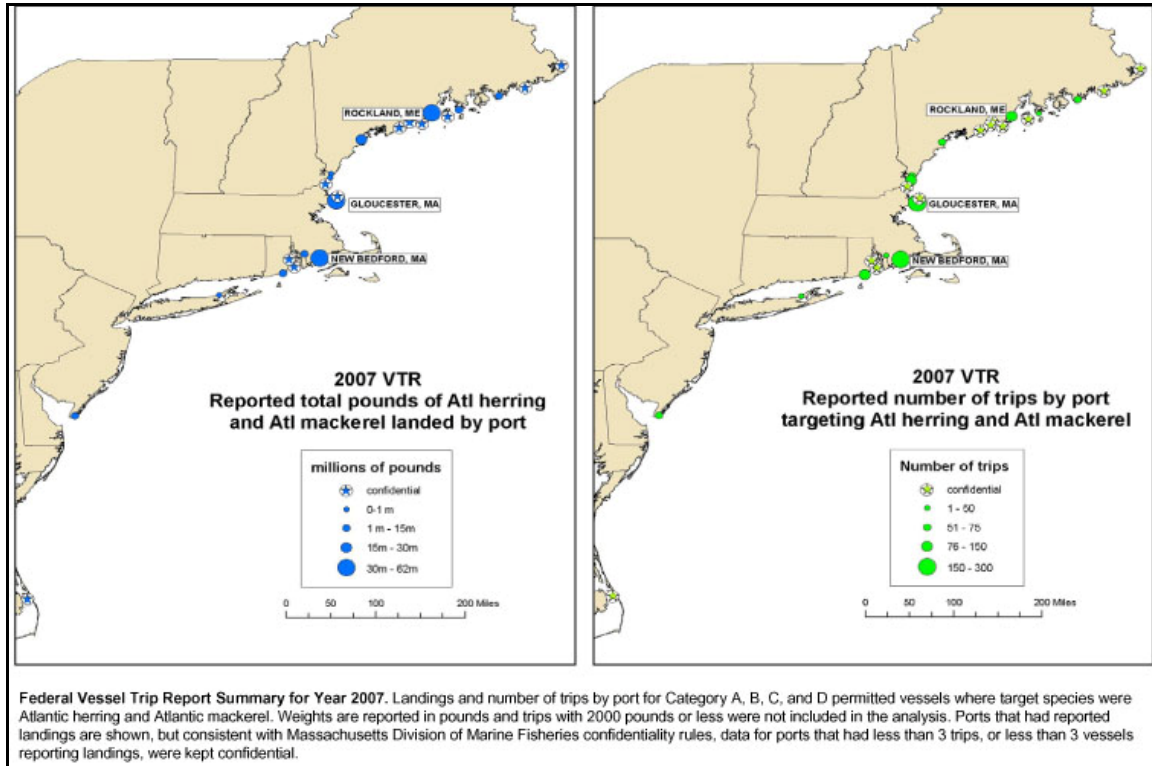 ROCKLAND, ME
GLOUCESTER, MA
NEW BEDFORD, MA
2007 VTR
Reported total pounds of Atl herring
and Atl mackerel landed by port
millions of pounds
confidential
0-1 m
1 m - 15m
15m - 30m
30m - 62m
0 50 100 200 Miles
ROCKLAND, ME
GLOUCESTER, MA
NEW BEDFORD, MA
2007 VTR
Reported number of trips by port
targeting Atl herring and Atl mackerel
Number of trips
confidential
1 - 50
51 - 75
76 - 150
150 - 300
0 50 100 200 Miles
Federal Vessel Trip Report Summary for Year 2007. Landings and number of trips by port for Category A, B, C, and D permitted vessels where target species were
Atlantic herring and Atlantic mackerel. Weights are reported in pounds and trips with 2000 pounds or less were not included in the analysis. Ports that had reported
landings are shown, but consistent with Massachusetts Division of Marine Fisheries confidentiality rules, data for ports that had less than 3 trips, or less than 3 vessels
reporting landings, were kept confidential.